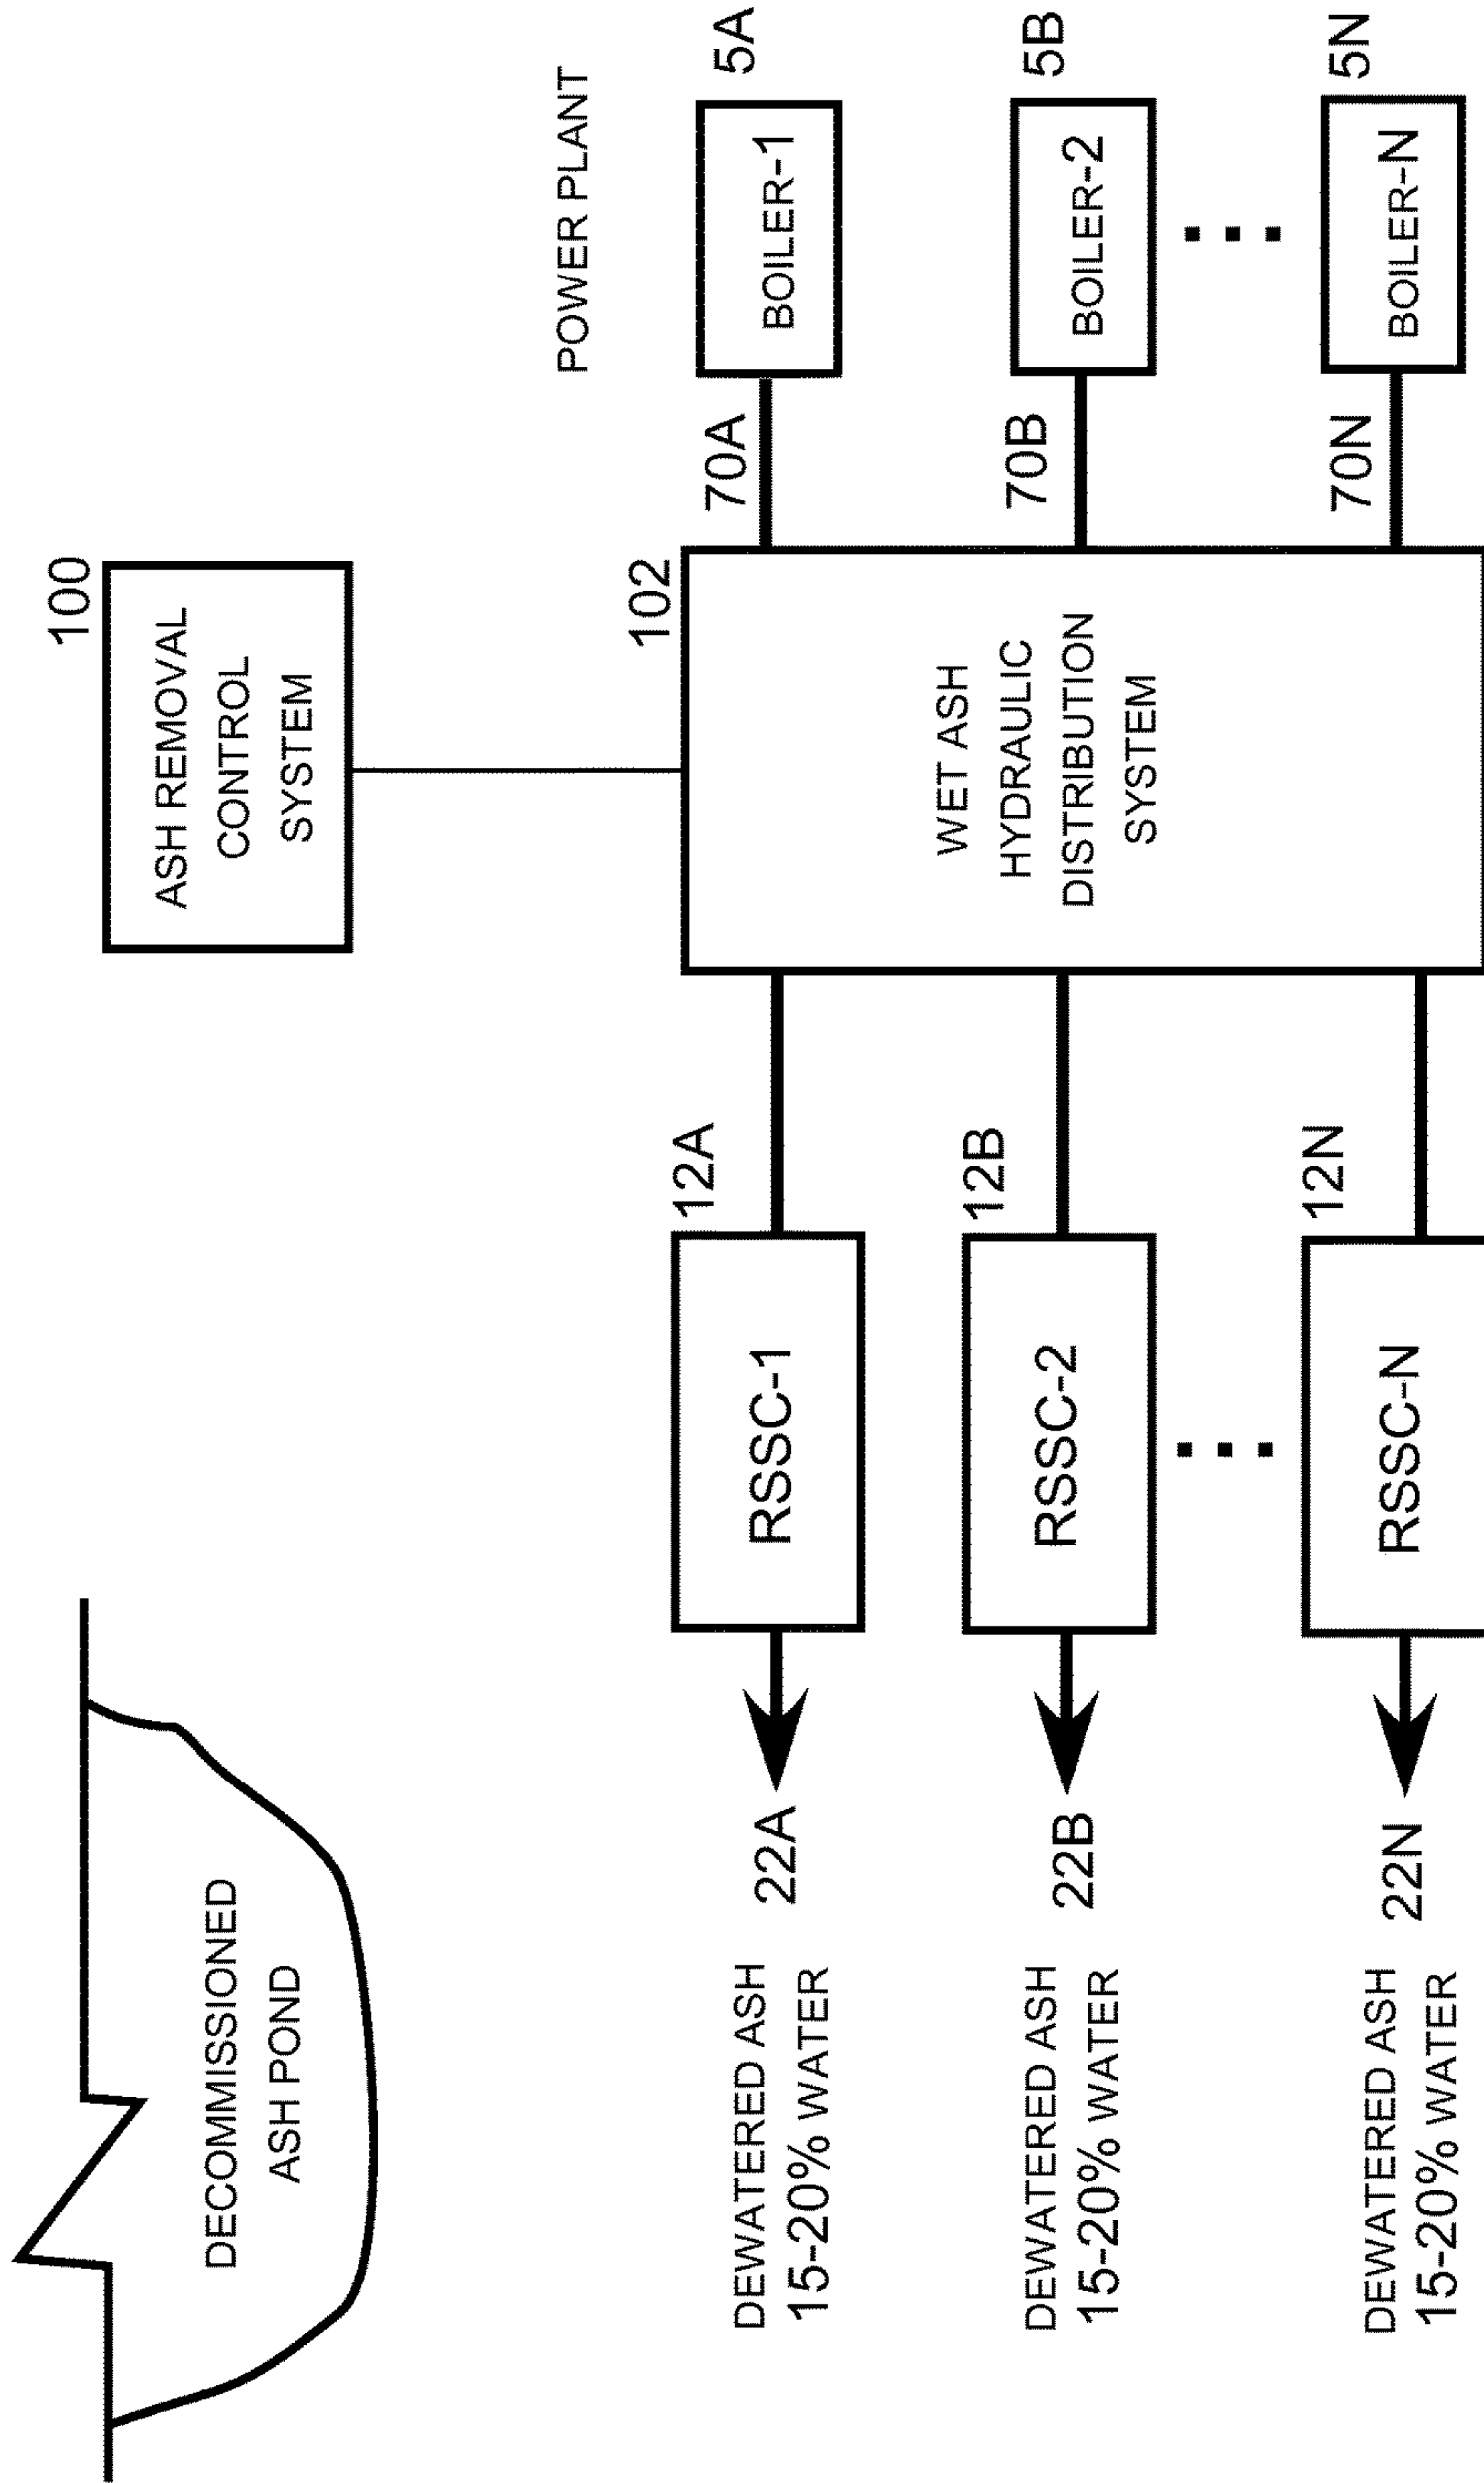 DECOMMISSIONED
ASH POND
100
ASH REMOVAL
CONTROL
SYSTEM
POWER PLANT
DEWATERED ASH
15-20% WATER
22A
RSSC-1
12A
102
WET ASH
HYDRAULIC
DISTRIBUTION
SYSTEM
70A
BOILER-1
5A
DEWATERED ASH
15-20% WATER
22B
RSSC-2
12B
70B
BOILER-2
5B
DEWATERED ASH
15-20% WATER
22N
RSSC-N
12N
70N
BOILER-N
5N